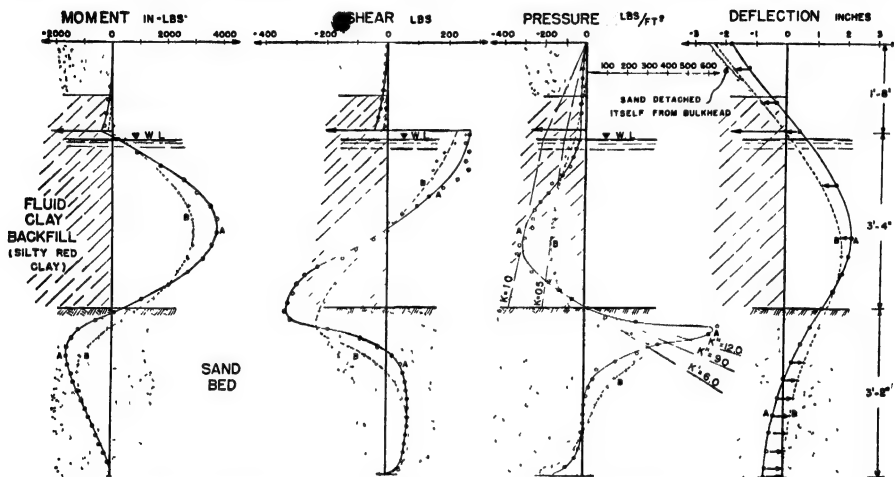 MOMENT IN-LBS'
+2000 0 2000 4000
SHEAR LBS
+400 -200 0 200
PRESSURE LBS/FT²
-400 -200 0
100 200 300 400 500 600
DEFLECTION INCHES
-2 -1 0 1 2
SAND DETACHED
ITSELF FROM BULKHEAD
1'-8"
W.L.
W.L.
W.L.
FLUID
CLAY
BACKFILL
(SILTY RED
CLAY)
B
A
B
A
A
B
K=1.0
K=0.5
B
A
3'-4"
A
B
SAND
BED
A
B
A
A
K"=12.0
K"=9.0
K"=6.0
B
A
B
3'-2"